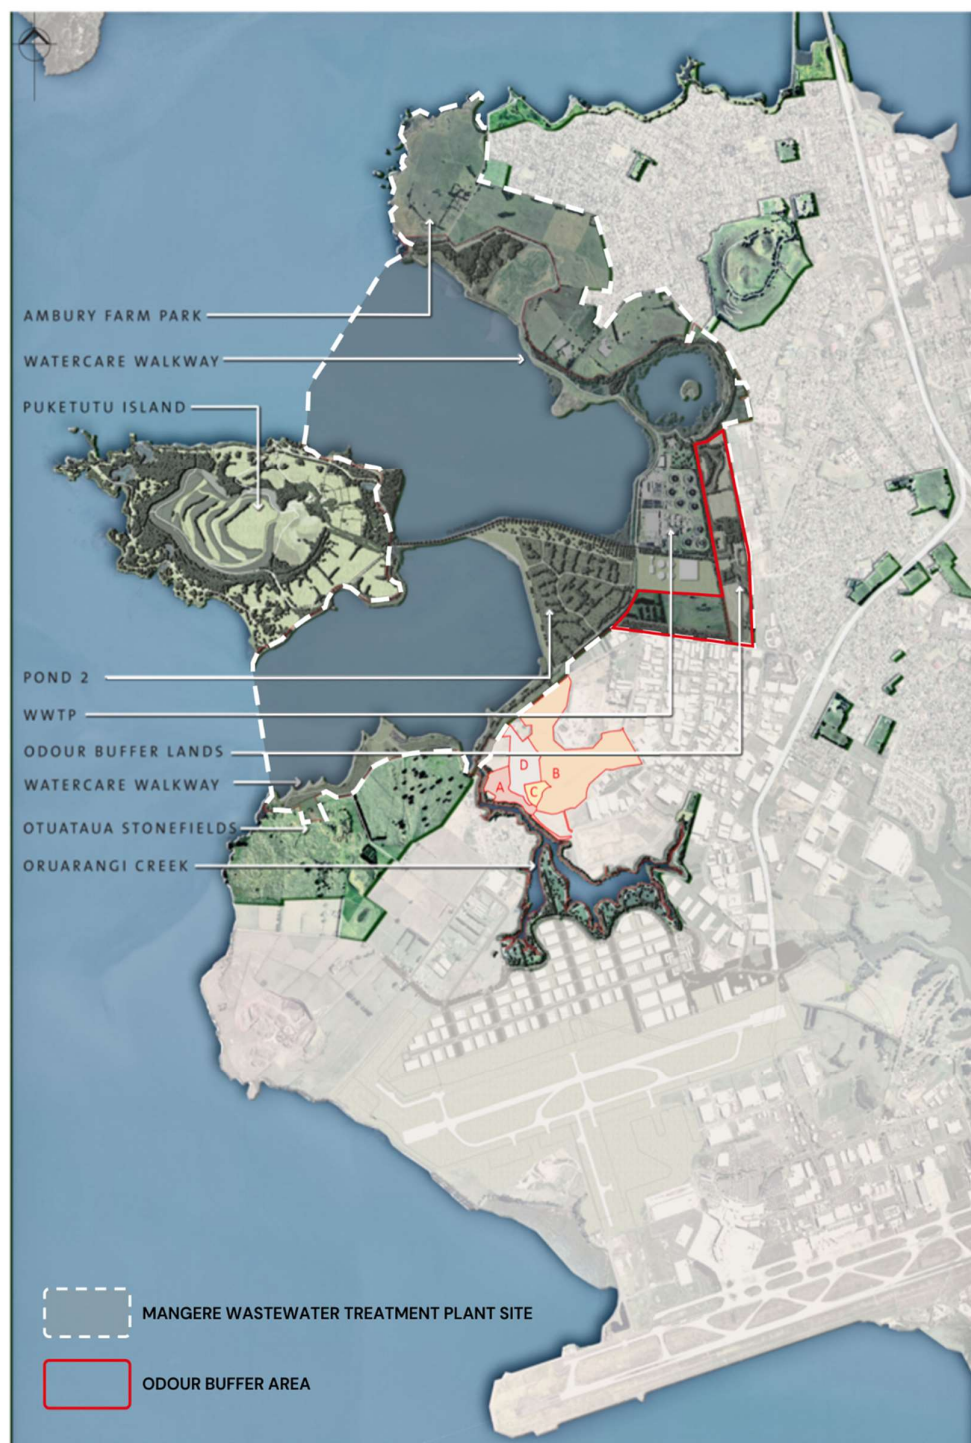 AMBURY FARM PARK
WATERCARE WALKWAY
PUKETUTU ISLAND
POND 2
WWTP
ODOUR BUFFER LANDS
WATERCARE WALKWAY
OTUATAUA STONEFIELDS
ORUARANGI CREEK
D
B
A
C
MANGERE WASTEWATER TREATMENT PLANT SITE
ODOUR BUFFER AREA